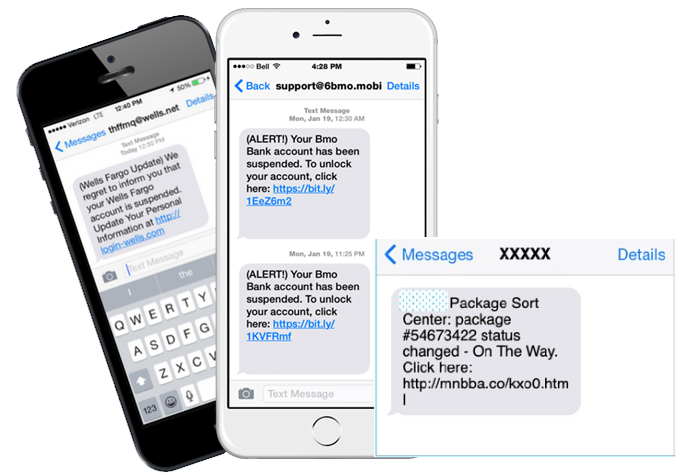 Verizon LTE 12:40 PM 50%
Messages thffmq@wells.net Details
Text Message
Today 12:30 PM
(Wells Fargo Update) We
regret to inform you that
your Wells Fargo
account is suspended.
Update Your Personal
Information at http://
login-wells.com
Text Message
I the
Q W E R T Y
A S D F G
Z X C V
123
Bell 4:28 PM
Back support@6bmo.mobi Details
Text Message
Mon, Jan 19, 12:30 AM
(ALERT!) Your Bmo
Bank account has been
suspended. To unlock
your account, click
here: https://bit.ly/
1EeZ6m2
Mon, Jan 19, 11:25 PM
(ALERT!) Your Bmo
Bank account has been
suspended. To unlock
your account, click
here: https://bit.ly/
1KVFRmf
Text Message
Messages XXXXX Details
Package Sort
Center: package
#54673422 status
changed - On The Way.
Click here:
http://mnbba.co/kxo0.htm
l